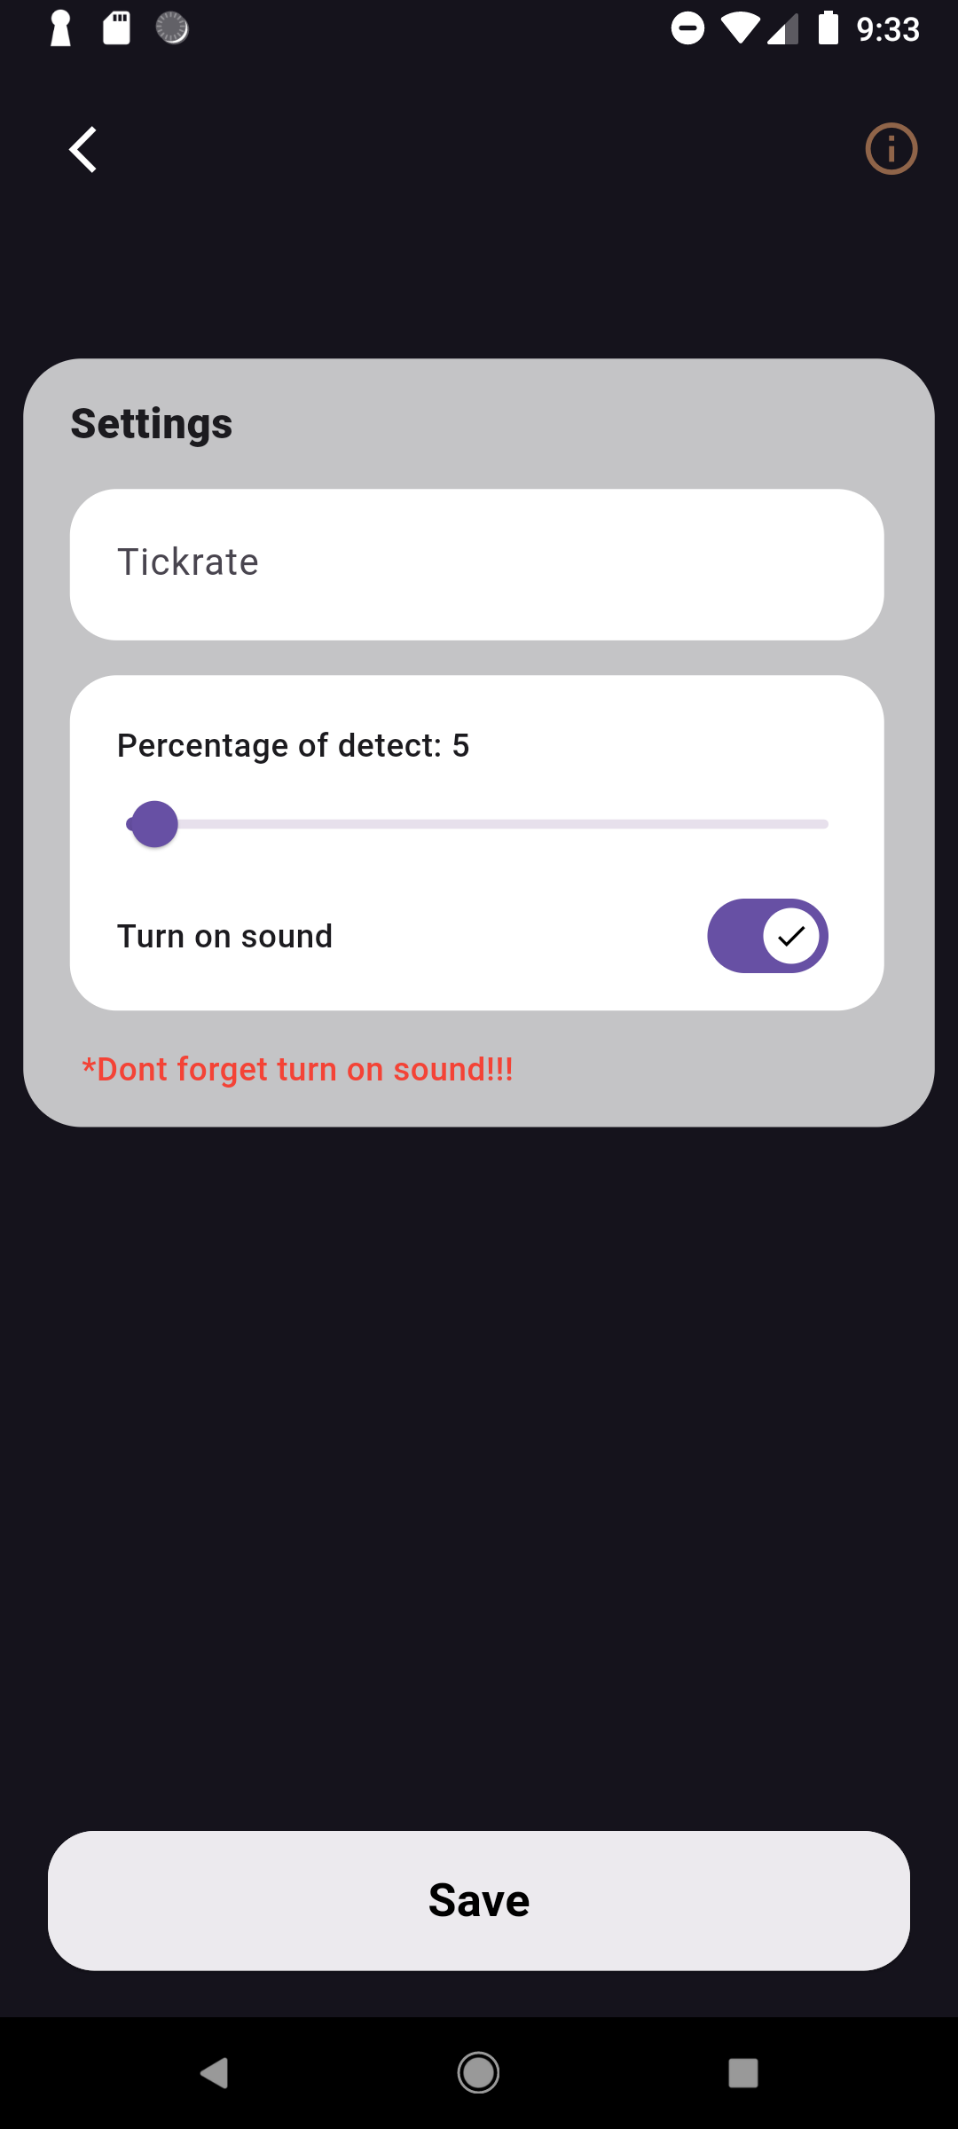 9:33
Settings
Tickrate
Percentage of detect: 5
Turn on sound
*Dont forget turn on sound!!!
Save